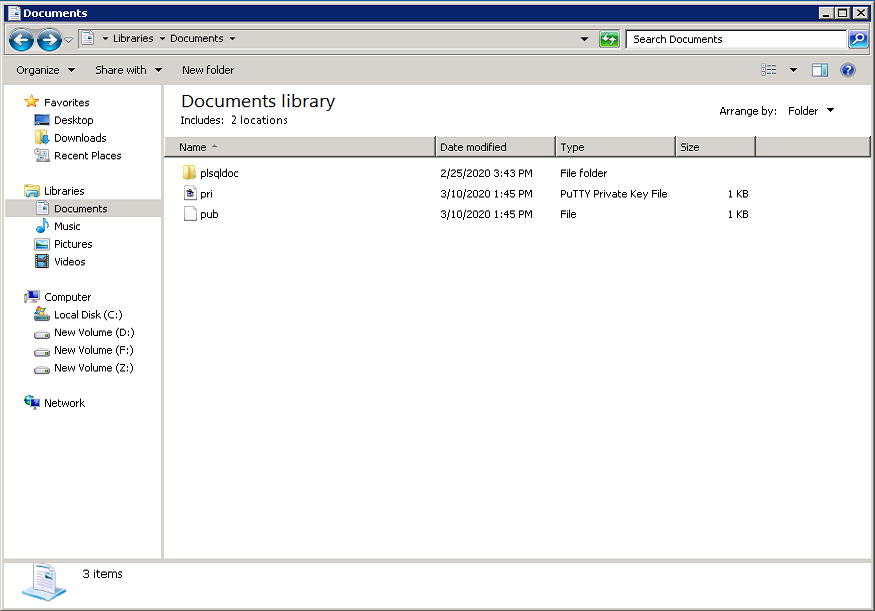 Documents
Libraries Documents Search Documents
Organize Share with New folder
Favorites
Desktop
Downloads
Recent Places
Libraries
Documents
Music
Pictures
Videos
Computer
Local Disk (C:)
New Volume (D:)
New Volume (F:)
New Volume (Z:)
Network
Documents library
Includes: 2 locations
Arrange by: Folder
Name Date modified Type Size
plsqldoc 2/25/2020 3:43 PM File folder
pri 3/10/2020 1:45 PM PuTTY Private Key File 1 KB
pub 3/10/2020 1:45 PM File 1 KB
3 items